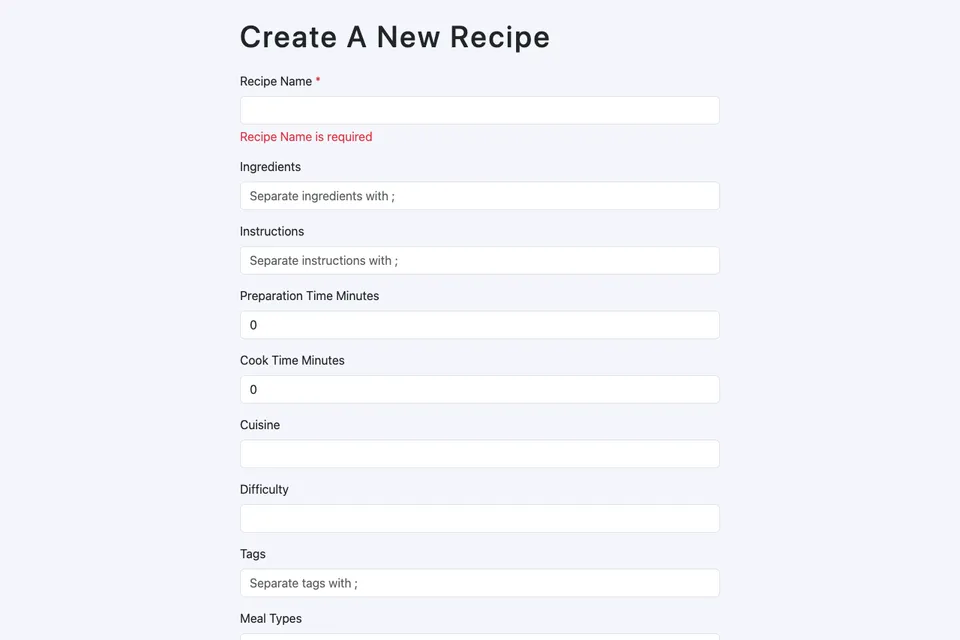 Create A New Recipe
Recipe Name *
Recipe Name is required
Ingredients
Separate ingredients with ;
Instructions
Separate instructions with ;
Preparation Time Minutes
0
Cook Time Minutes
0
Cuisine
Difficulty
Tags
Separate tags with ;
Meal Types